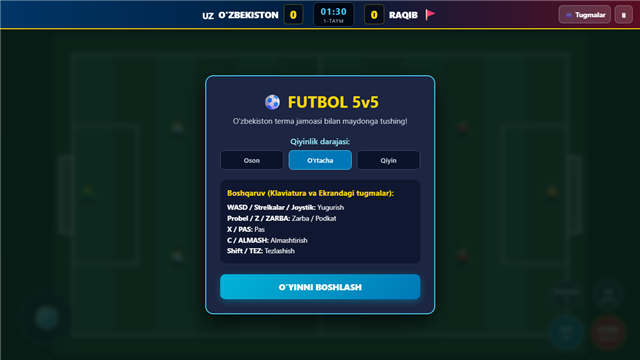 UZ O'ZBEKISTON 0 01:30 0 RAQIB
1-TAYM
Tugmalar
FUTBOL 5v5
O'zbekiston terma jamoasi bilan maydonga tushing!
Qiyinlik darajasi:
Oson O'rtacha Qiyin
Boshqaruv (Klaviatura va Ekrandagi tugmalar):
WASD / Strelkalar / Joystik: Yugurish
Probel / Z / ZARBA: Zarba / Podkat
X / PAS: Pas
C / ALMASH: Almashtirish
Shift / TEZ: Tezlashish
O'YINNI BOSHLASH